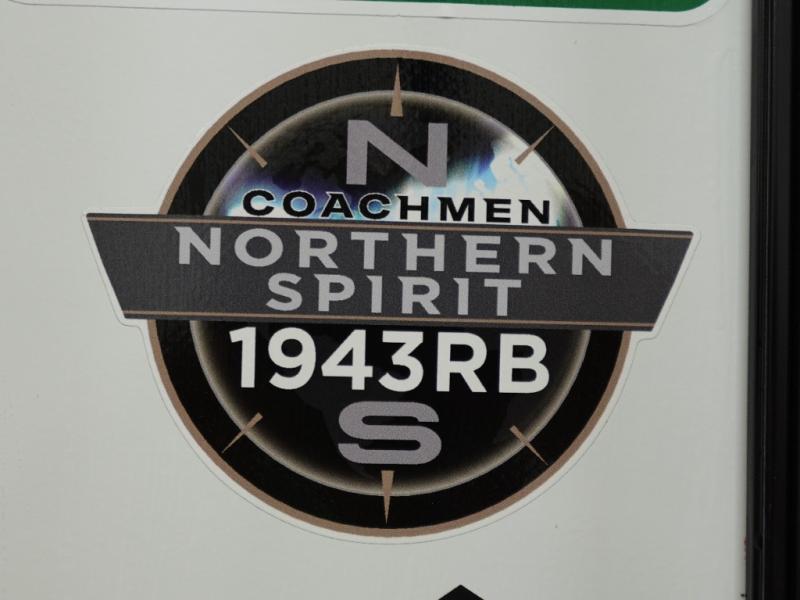 N
COACHMEN
NORTHERN
SPIRIT
1943RB
S